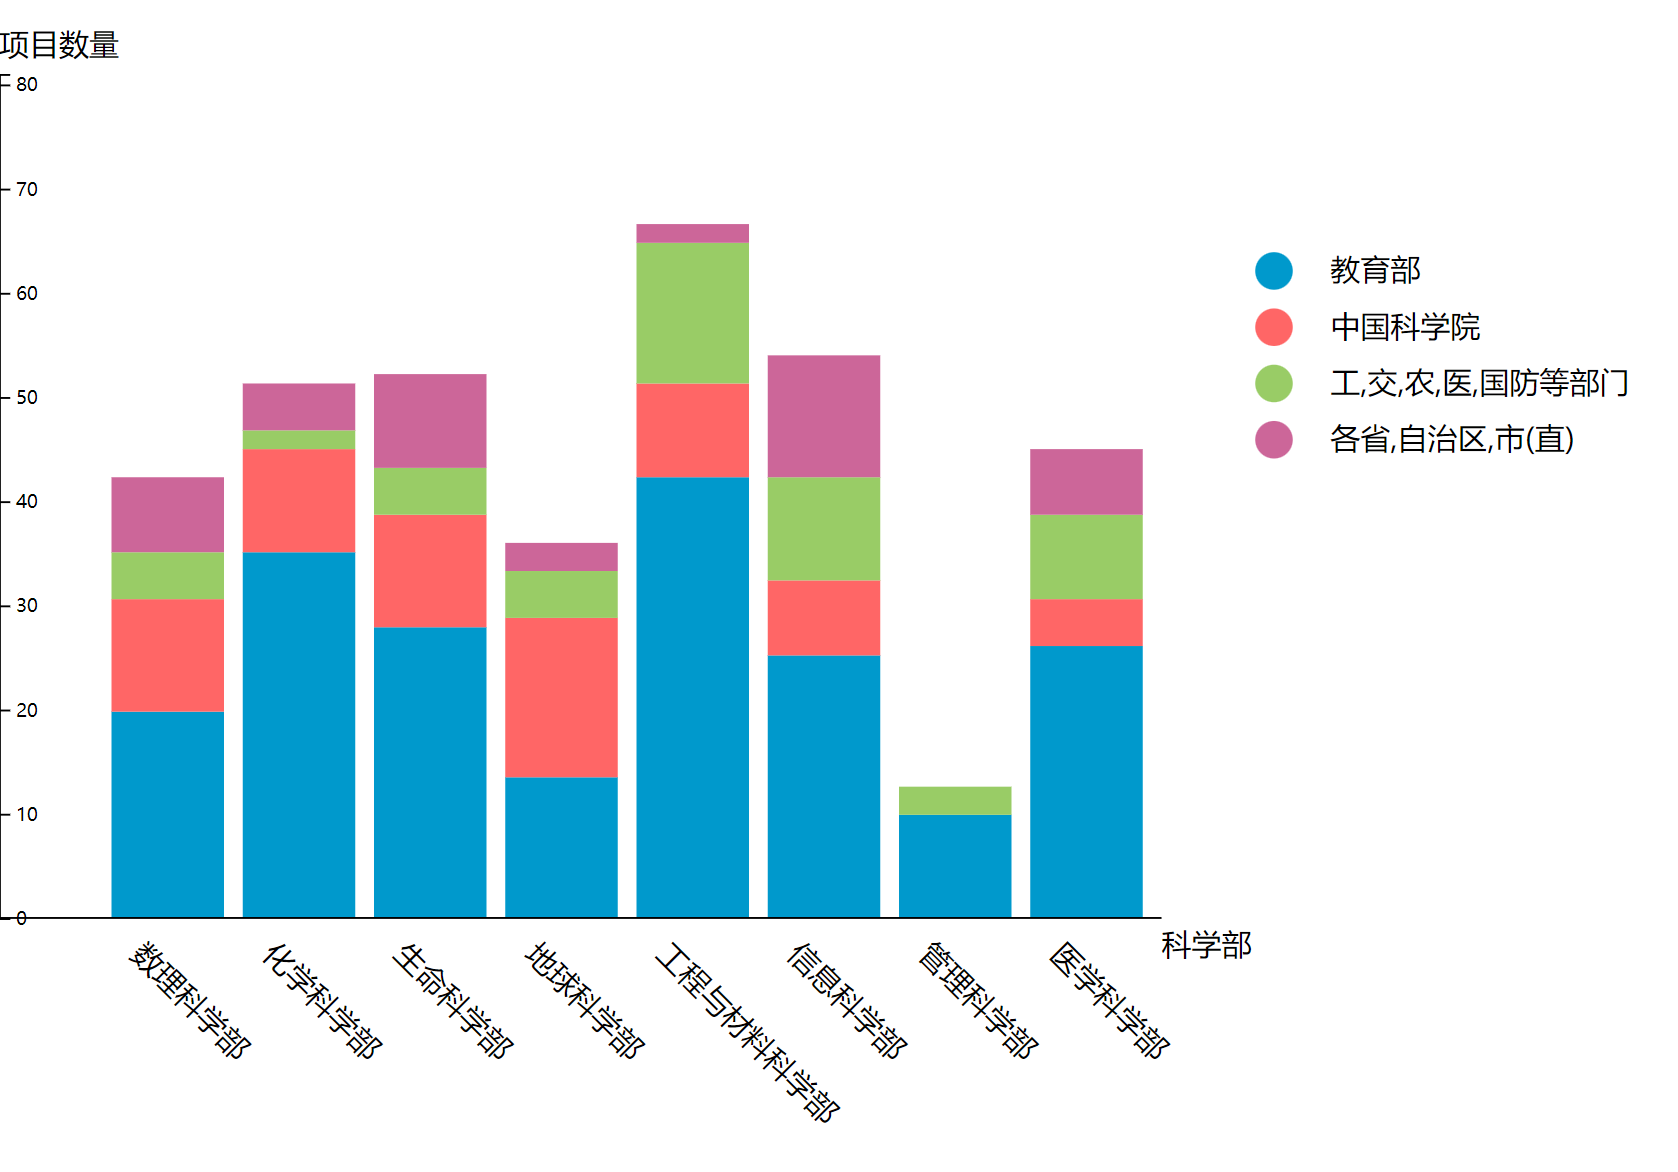 项目数量
80
70
60
50
40
30
20
10
0
教育部
中国科学院
工,交,农,医,国防等部门
各省,自治区,市(直)
科学部
数理科学部
化学科学部
生命科学部
地球科学部
工程与材料科学部
信息科学部
管理科学部
医学科学部